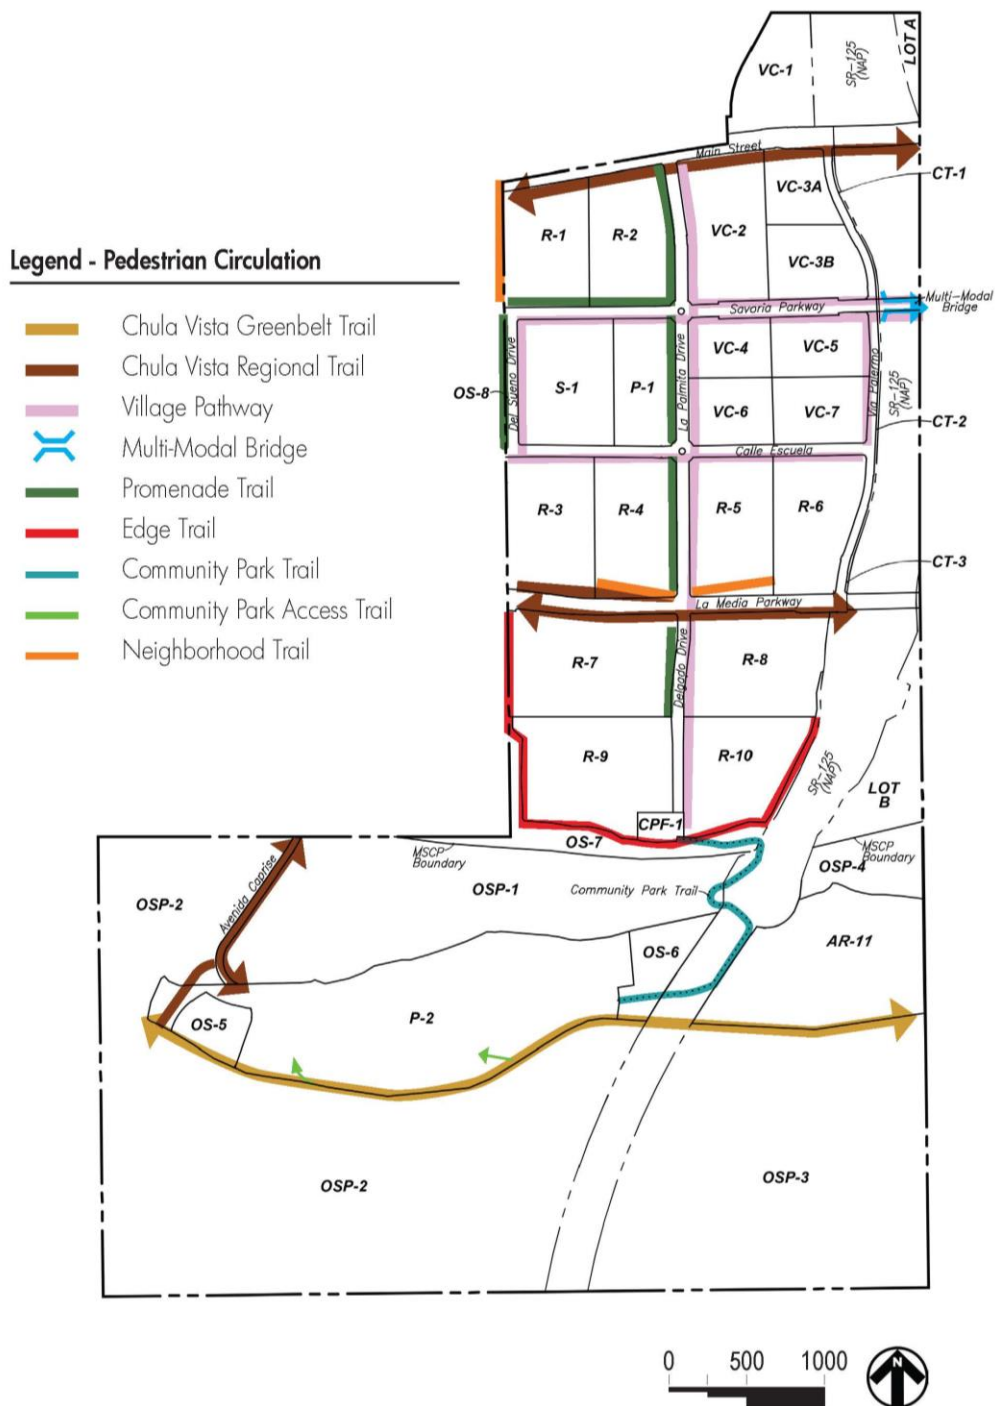 LOT A
SR-125
(NAP)
VC-1
Main Street
CT-1
VC-3A
R-1
R-2
VC-2
VC-3B
Legend - Pedestrian Circulation
Chula Vista Greenbelt Trail
Chula Vista Regional Trail
Village Pathway
Multi-Modal Bridge
Promenade Trail
Edge Trail
Community Park Trail
Community Park Access Trail
Neighborhood Trail
Multi-Modal
Bridge
Savoria Parkway
Del Sueno Drive
La Palmita Drive
VC-4
VC-5
OS-8
S-1
P-1
Via Palermo
SR-125
(NAP)
VC-6
VC-7
CT-2
Calle Escuela
R-3
R-4
R-5
R-6
CT-3
La Media Parkway
R-7
Delgado Drive
R-8
R-9
R-10
SR-125
(NAP)
LOT
B
CPF-1
OS-7
MSCP
Boundary
MSCP
Boundary
OSP-4
Avenida Caprise
OSP-2
OSP-1
Community Park Trail
AR-11
OS-6
OS-5
P-2
OSP-2
OSP-3
0 500 1000
N